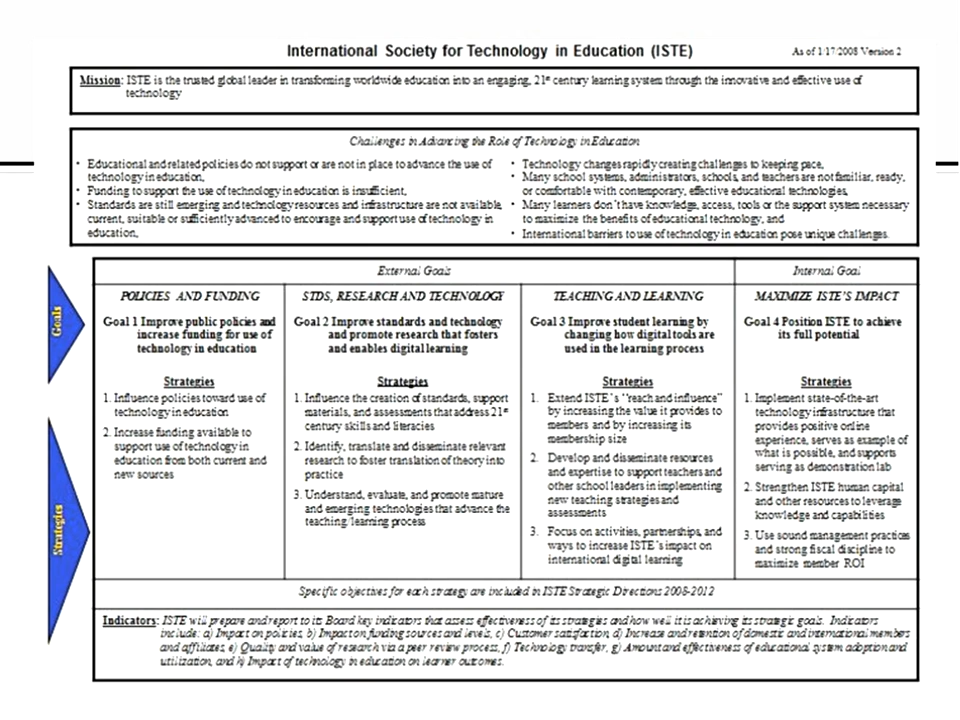 International Society for Technology in Education (ISTE)
As of 1/17/2008 Version 2
Mission: ISTE is the trusted global leader in transforming worldwide education into an engaging, 21st century learning system through the innovative and effective use of
technology
Challenges in Advancing the Role of Technology in Education
• Educational and related policies do not support or are not in place to advance the use of
technology in education,
• Funding to support the use of technology in education is insufficient,
• Standards are still emerging and technology resources and infrastructure are not available,
current, suitable or sufficiently advanced to encourage and support use of technology in
education,
• Technology changes rapidly creating challenges to keeping pace,
• Many school systems, administrators, schools, and teachers are not familiar, ready,
or comfortable with contemporary, effective educational technologies,
• Many learners don't have knowledge, access, tools or the support system necessary
to maximize the benefits of educational technology, and
• International barriers to use of technology in education pose unique challenges.
Goals
External Goals
Internal Goal
POLICIES AND FUNDING
Goal 1 Improve public policies and
increase funding for use of
technology in education
STDS, RESEARCH AND TECHNOLOGY
Goal 2 Improve standards and technology
and promote research that fosters
and enables digital learning
TEACHING AND LEARNING
Goal 3 Improve student learning by
changing how digital tools are
used in the learning process
MAXIMIZE ISTE'S IMPACT
Goal 4 Position ISTE to achieve
its full potential
Strategies
Strategies
1. Influence policies toward use of
technology in education
2. Increase funding available to
support use of technology in
education from both current and
new sources
Strategies
1. Influence the creation of standards, support
materials, and assessments that address 21st
century skills and literacies
2. Identify, translate and disseminate relevant
research to foster translation of theory into
practice
3. Understand, evaluate, and promote mature
and emerging technologies that advance the
teaching/learning process
Strategies
1. Extend ISTE's "reach and influence"
by increasing the value it provides to
members and by increasing its
membership size
2. Develop and disseminate resources
and expertise to support teachers and
other school leaders in implementing
new teaching strategies and
assessments
3. Focus on activities, partnerships, and
ways to increase ISTE's impact on
international digital learning
Strategies
1. Implement state-of-the-art
technology infrastructure that
provides positive online
experience, serves as example of
what is possible, and supports
serving as demonstration lab
2. Strengthen ISTE human capital
and other resources to leverage
knowledge and capabilities
3. Use sound management practices
and strong fiscal discipline to
maximize member ROI
Specific objectives for each strategy are included in ISTE Strategic Directions 2008-2012
Indicators: ISTE will prepare and report to its Board key indicators that assess effectiveness of its strategies and how well it is achieving its strategic goals. Indicators
include: a) Impact on policies, b) Impact on funding sources and levels, c) Customer satisfaction, d) Increase and retention of domestic and international members
and affiliates, e) Quality and value of research via a peer review process, f) Technology transfer, g) Amount and effectiveness of educational system adoption and
utilization, and h) Impact of technology in education on learner outcomes.